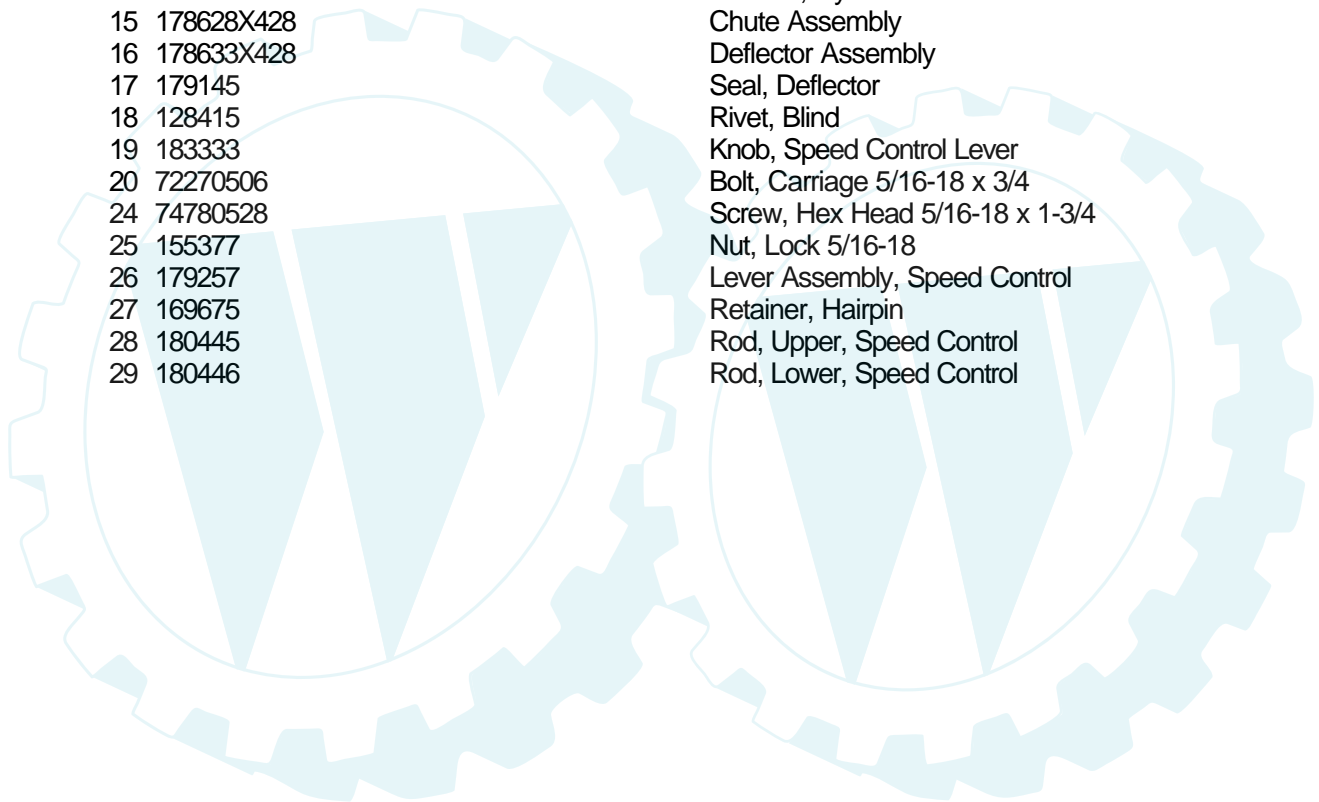 15 178628X428 Chute Assembly
16 178633X428 Deflector Assembly
17 179145 Seal, Deflector
18 128415 Rivet, Blind
19 183333 Knob, Speed Control Lever
20 72270506 Bolt, Carriage 5/16-18 x 3/4
24 74780528 Screw, Hex Head 5/16-18 x 1-3/4
25 155377 Nut, Lock 5/16-18
26 179257 Lever Assembly, Speed Control
27 169675 Retainer, Hairpin
28 180445 Rod, Upper, Speed Control
29 180446 Rod, Lower, Speed Control